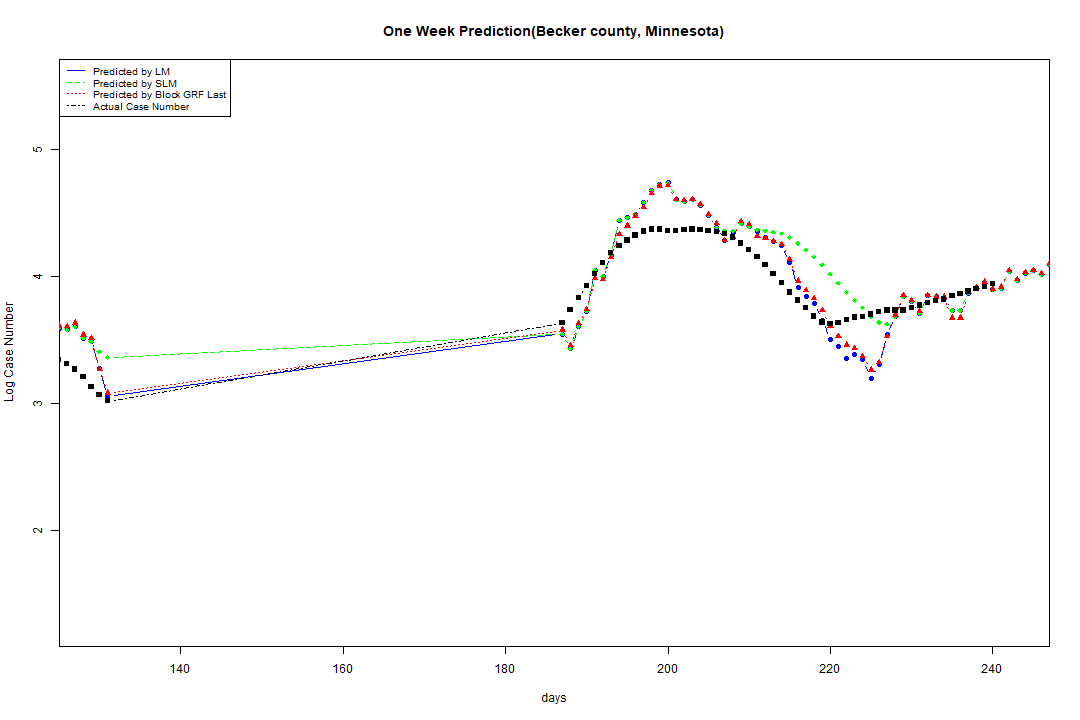 One Week Prediction(Becker county, Minnesota)
Predicted by LM
Predicted by SLM
Predicted by Block GRF Last
Actual Case Number
5
4
3
2
Log Case Number
140 160 180 200 220 240
days